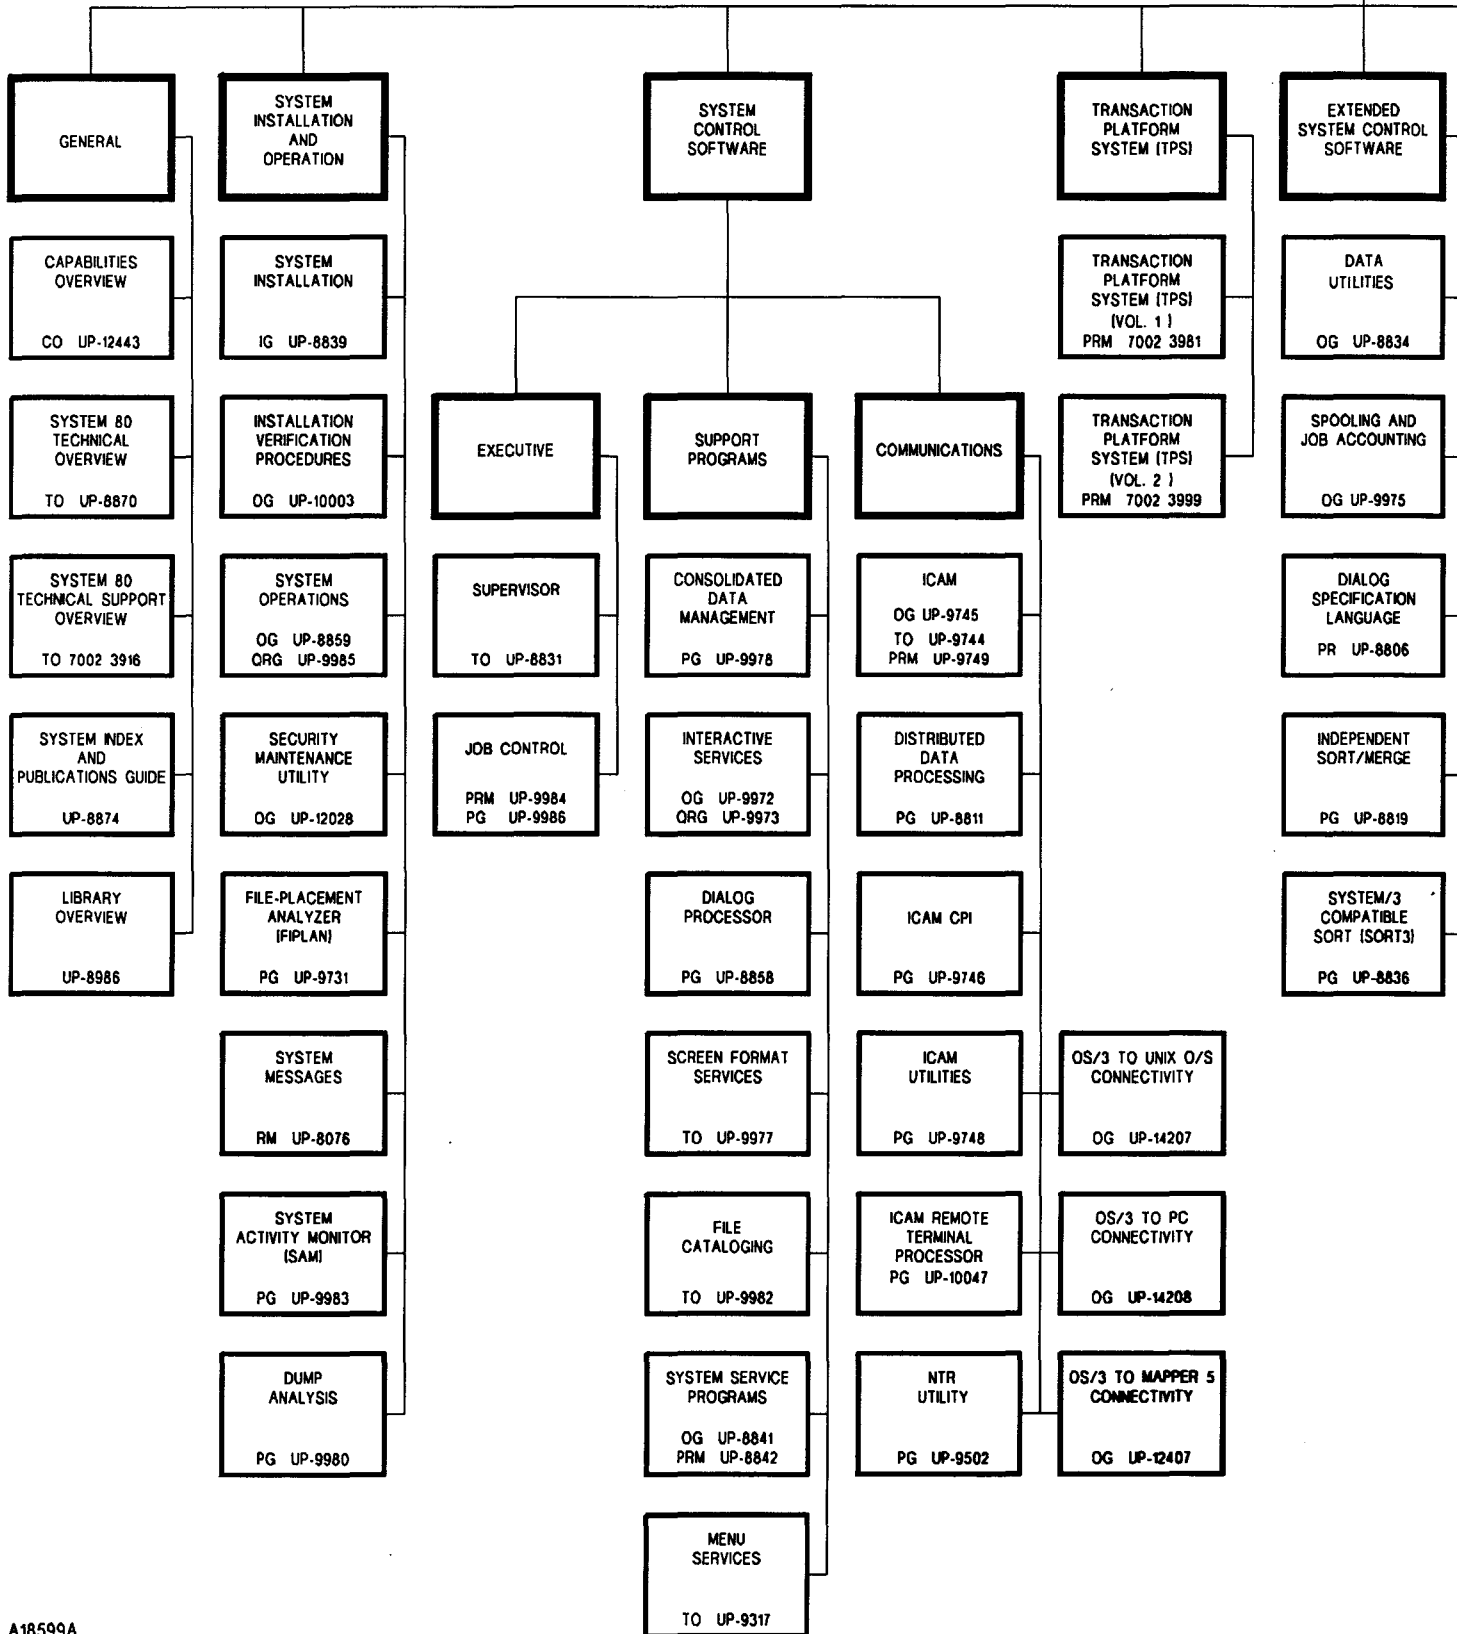 GENERAL
CAPABILITIES
OVERVIEW
CO UP-12443
SYSTEM 80
TECHNICAL
OVERVIEW
TO UP-8870
SYSTEM 80
TECHNICAL SUPPORT
OVERVIEW
TO 7002 3916
SYSTEM INDEX
AND
PUBLICATIONS GUIDE
UP-8874
LIBRARY
OVERVIEW
UP-8986
SYSTEM
INSTALLATION
AND
OPERATION
SYSTEM
INSTALLATION
IG UP-8839
INSTALLATION
VERIFICATION
PROCEDURES
OG UP-10003
SYSTEM
OPERATIONS
OG UP-8859
QRG UP-9985
SECURITY
MAINTENANCE
UTILITY
OG UP-12028
FILE-PLACEMENT
ANALYZER
(FIPLAN)
PG UP-9731
SYSTEM
MESSAGES
RM UP-8076
SYSTEM
ACTIVITY MONITOR
(SAM)
PG UP-9983
DUMP
ANALYSIS
PG UP-9980
SYSTEM
CONTROL
SOFTWARE
EXECUTIVE
SUPERVISOR
TO UP-8831
JOB CONTROL
PRM UP-9984
PG UP-9986
SUPPORT
PROGRAMS
CONSOLIDATED
DATA
MANAGEMENT
PG UP-9978
INTERACTIVE
SERVICES
OG UP-9972
QRG UP-9973
DIALOG
PROCESSOR
PG UP-8858
SCREEN FORMAT
SERVICES
TO UP-9977
FILE
CATALOGING
TO UP-9982
SYSTEM SERVICE
PROGRAMS
OG UP-8841
PRM UP-8842
MENU
SERVICES
TO UP-9317
COMMUNICATIONS
ICAM
OG UP-9745
TO UP-9744
PRM UP-9749
DISTRIBUTED
DATA
PROCESSING
PG UP-8811
ICAM CPI
PG UP-9746
ICAM
UTILITIES
PG UP-9748
ICAM REMOTE
TERMINAL
PROCESSOR
PG UP-10047
NTR
UTILITY
PG UP-9502
OS/3 TO UNIX O/S
CONNECTIVITY
OG UP-14207
OS/3 TO PC
CONNECTIVITY
OG UP-14208
OS/3 TO MAPPER 5
CONNECTIVITY
OG UP-12407
TRANSACTION
PLATFORM
SYSTEM (TPS)
TRANSACTION
PLATFORM
SYSTEM (TPS)
(VOL. 1 )
PRM 7002 3981
TRANSACTION
PLATFORM
SYSTEM (TPS)
(VOL. 2 )
PRM 7002 3999
EXTENDED
SYSTEM CONTROL
SOFTWARE
DATA
UTILITIES
OG UP-8834
SPOOLING AND
JOB ACCOUNTING
OG UP-9975
DIALOG
SPECIFICATION
LANGUAGE
PR UP-8806
INDEPENDENT
SORT/MERGE
PG UP-8819
SYSTEM/3
COMPATIBLE
SORT (SORT3)
PG UP-8836
A18599A